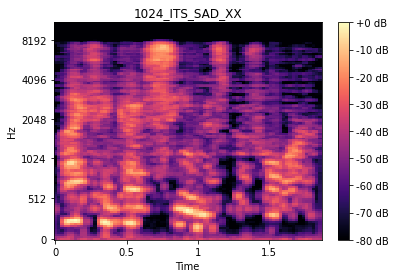 1024_ITS_SAD_XX
Hz
8192
4096
2048
1024
512
0
0
0.5
1
1.5
Time
+0 dB
-10 dB
-20 dB
-30 dB
-40 dB
-50 dB
-60 dB
-70 dB
-80 dB